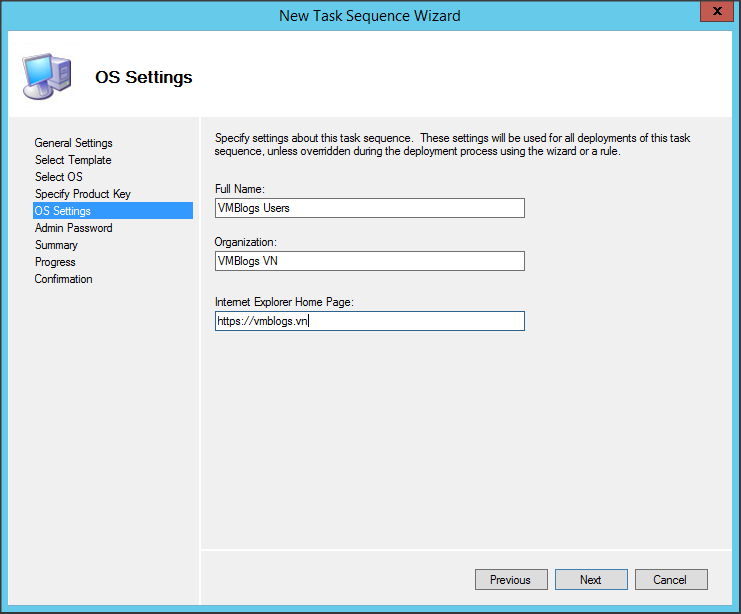 New Task Sequence Wizard
x
OS Settings
General Settings
Select Template
Select OS
Specify Product Key
OS Settings
Admin Password
Summary
Progress
Confirmation
Specify settings about this task sequence.  These settings will be used for all deployments of this task
sequence, unless overridden during the deployment process using the wizard or a rule.
Full Name:
VMBlogs Users
Organization:
VMBlogs VN
Internet Explorer Home Page:
https://vmblogs.vn
Previous
Next
Cancel